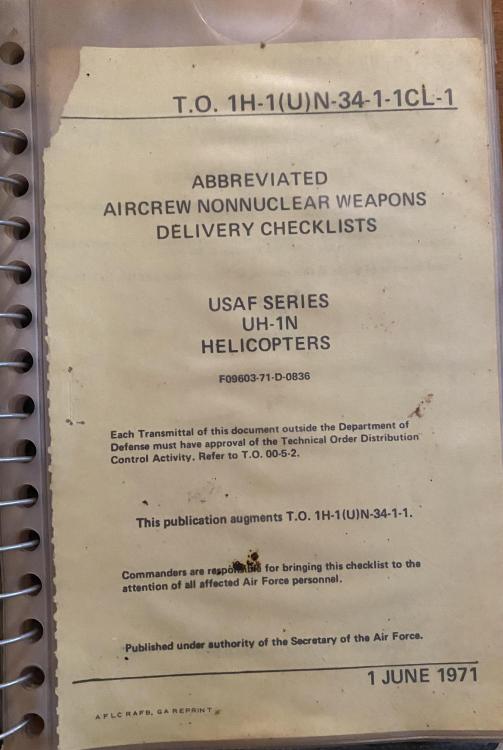 T.O. 1H-1(U)N-34-1-1CL-1
ABBREVIATED
AIRCREW NONNUCLEAR WEAPONS
DELIVERY CHECKLISTS
USAF SERIES
UH-1N
HELICOPTERS
F09603-71-D-0836
Each Transmittal of this document outside the Department of
Defense must have approval of the Technical Order Distribution
Control Activity. Refer to T.O. 00-5-2.
This publication augments T.O. 1H-1(U)N-34-1-1.
Commanders are responsible for bringing this checklist to the
attention of all affected Air Force personnel.
Published under authority of the Secretary of the Air Force.
1 JUNE 1971
AFLC RAFB, GA REPRINT